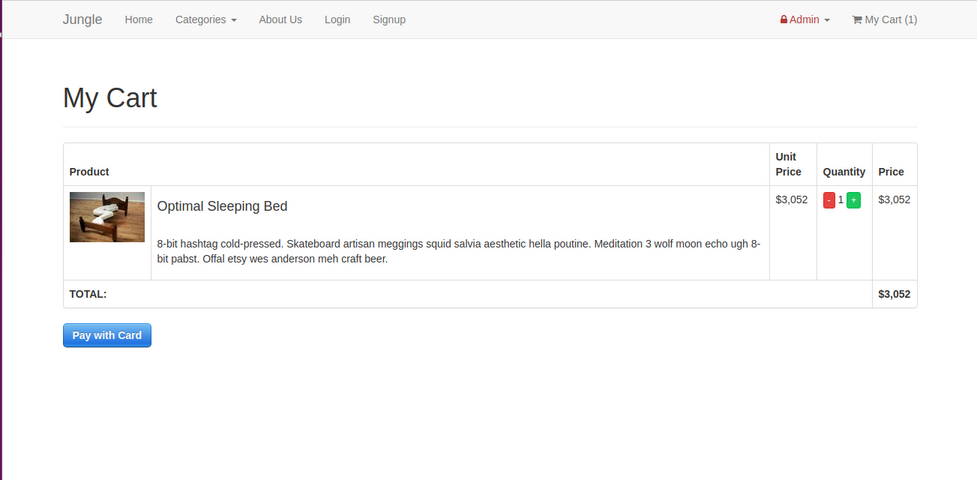 Jungle Home Categories About Us Login Signup Admin My Cart (1)
My Cart
Product Unit Price Quantity Price
Optimal Sleeping Bed $3,052 - 1 + $3,052
8-bit hashtag cold-pressed. Skateboard artisan meggings squid salvia aesthetic hella poutine. Meditation 3 wolf moon echo ugh 8-
bit pabst. Offal etsy wes anderson meh craft beer.
TOTAL: $3,052
Pay with Card